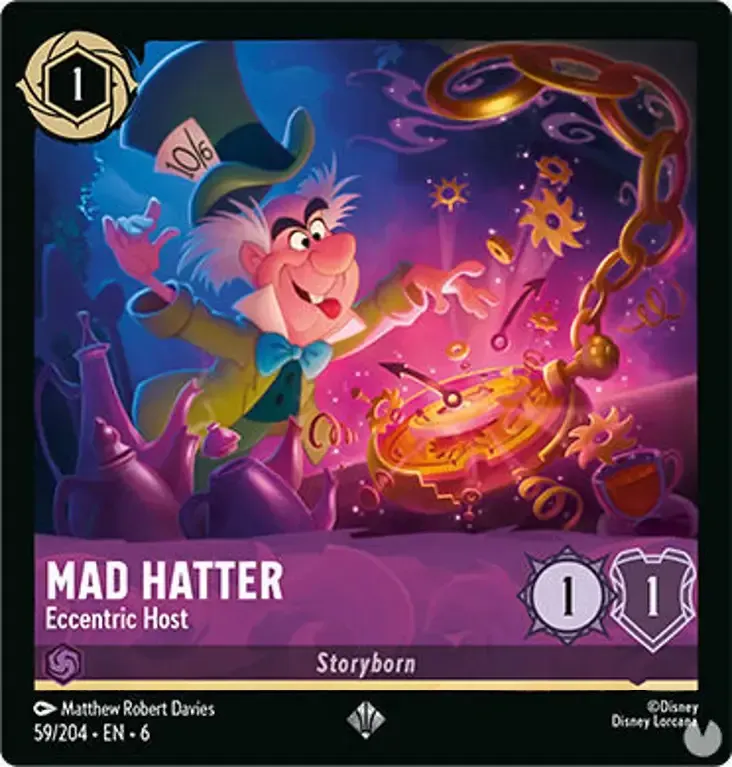 1
10/6
MAD HATTER
Eccentric Host
1 1
Storyborn
Matthew Robert Davies
59/204 • EN • 6
©Disney
Disney Lorcana